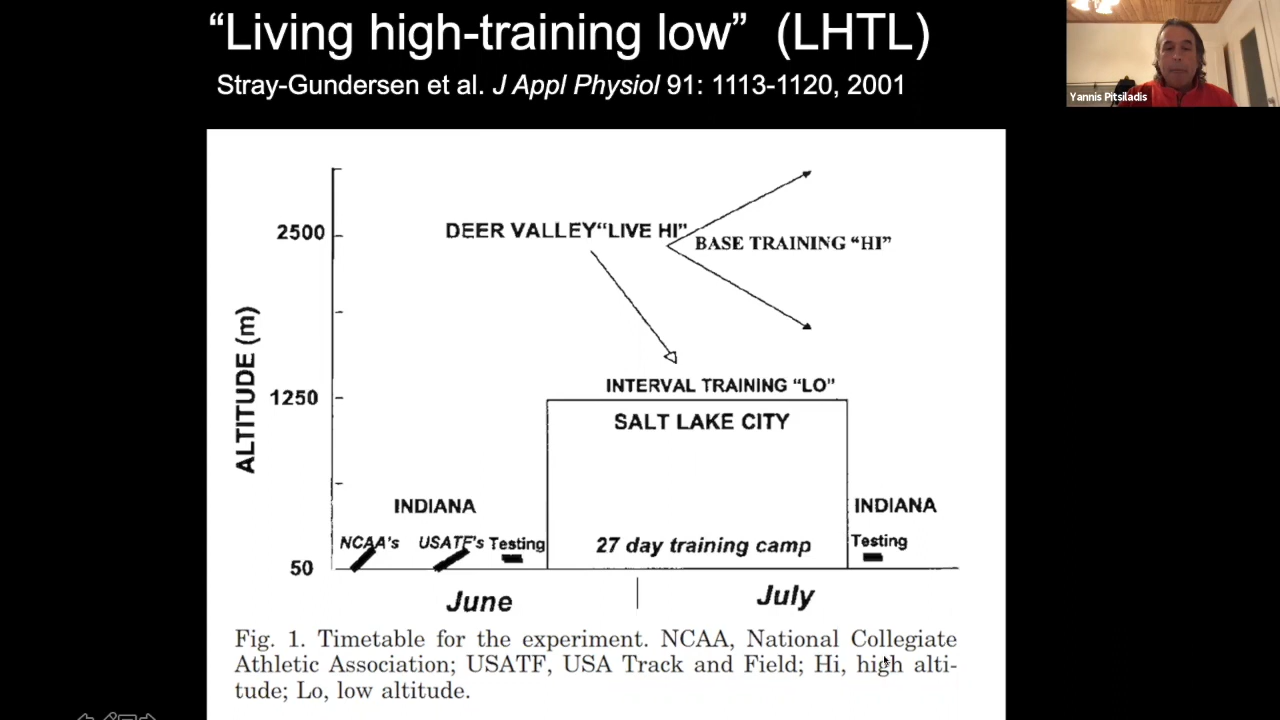 “Living high-training low” (LHTL)
Stray-Gundersen et al. J Appl Physiol 91: 1113-1120, 2001
Yannis Pitsiladis
2500
DEER VALLEY“LIVE HI”
BASE TRAINING “HI”
ALTITUDE (m)
INTERVAL TRAINING “LO”
1250
SALT LAKE CITY
INDIANA
INDIANA
NCAA's
USATF's
Testing
27 day training camp
Testing
50
June
July
Fig. 1. Timetable for the experiment. NCAA, National Collegiate
Athletic Association; USATF, USA Track and Field; Hi, high alti-
tude; Lo, low altitude.